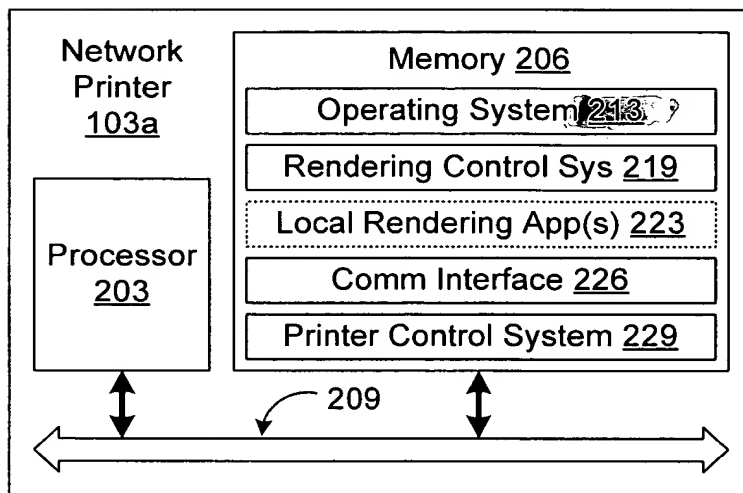 Network
Printer
103a
Processor
203
Memory 206
Operating System 213
Rendering Control Sys 219
Local Rendering App(s) 223
Comm Interface 226
Printer Control System 229
209